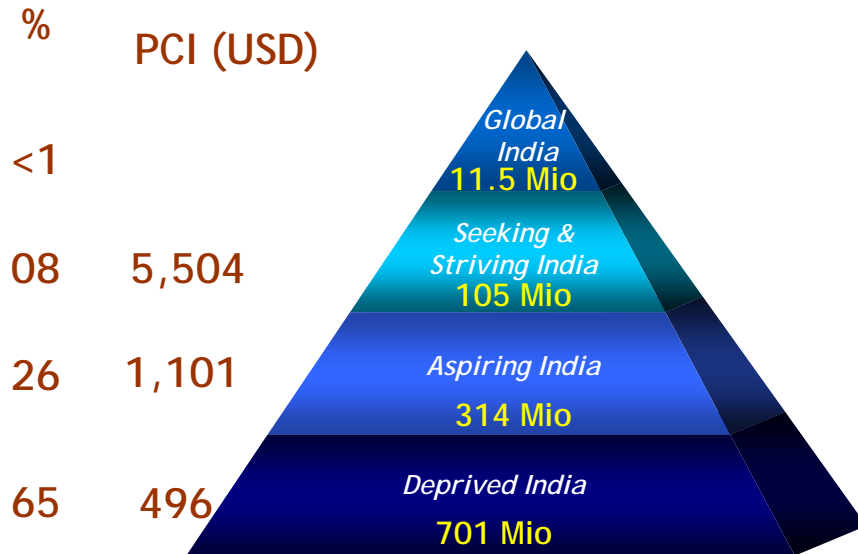 %
PCI (USD)
<1
Global
India
11.5 Mio
08 5,504
Seeking &
Striving India
105 Mio
26 1,101
Aspiring India
314 Mio
65 496
Deprived India
701 Mio